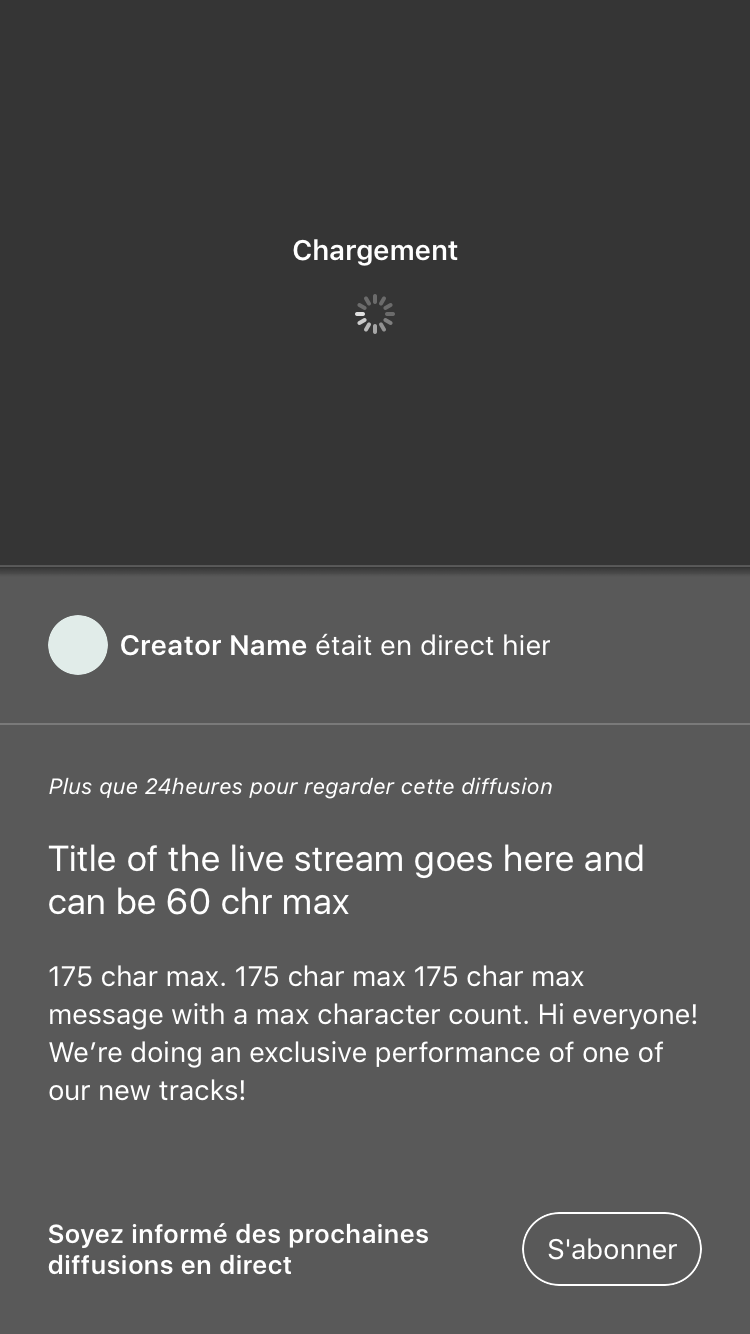 Chargement
Creator Name était en direct hier
Plus que 24heures pour regarder cette diffusion
Title of the live stream goes here and
can be 60 chr max
175 char max. 175 char max 175 char max
message with a max character count. Hi everyone!
We’re doing an exclusive performance of one of
our new tracks!
Soyez informé des prochaines
diffusions en direct
S'abonner